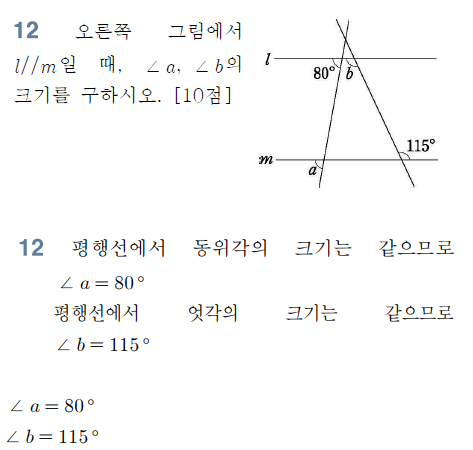 12 오른쪽 그림에서
l//m일 때, ∠a, ∠b의
크기를 구하시오. [10점]
l
80° b
115°
m
a
12 평행선에서 동위각의 크기는 같으므로
∠ a = 80°
평행선에서 엇각의 크기는 같으므로
∠ b = 115°
∠ a = 80°
∠ b = 115°